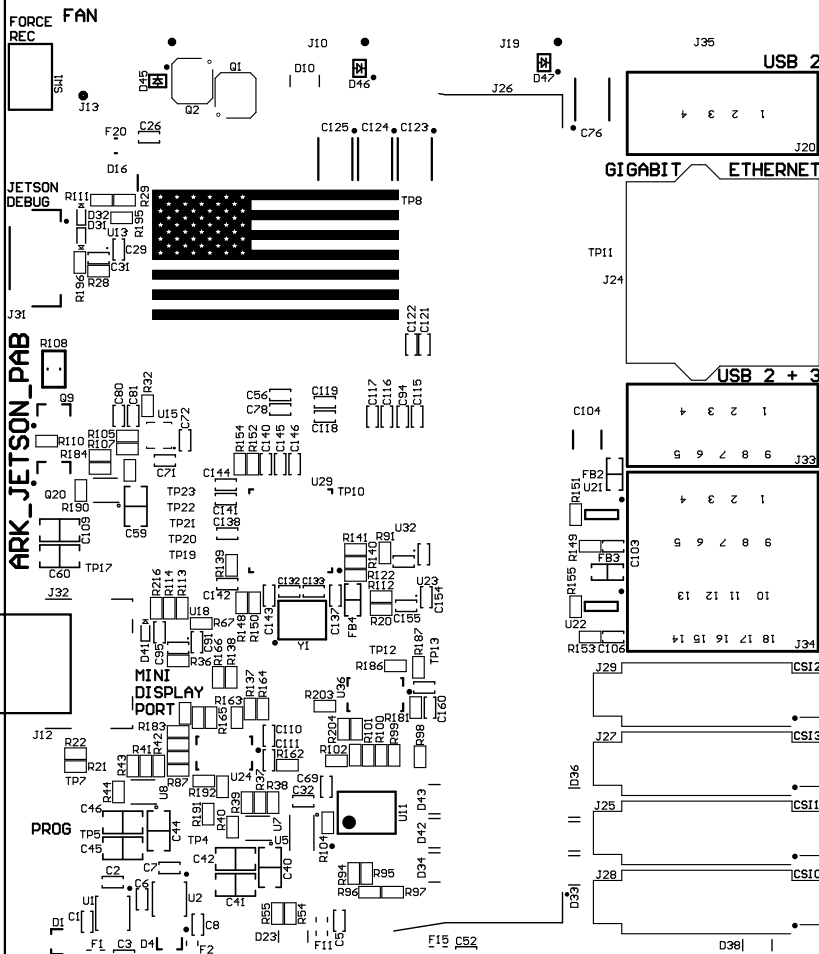 FORCE REC
FAN
SW1
J13
D45
Q2
Q1
D10
J10
D46
J19
D47
J26
J35
USB 2
4 3 2 1
J20
C76
F20
C26
D16
C125
C124
C123
GIGABIT ETHERNET
JETSON DEBUG
R111
R29
D32
D31
R195
U13
C29
C31
R196
R28
J31
TP8
TP11
J24
C122
C121
ARK_JETSON_PAB
R108
Q9
C80
C81
R32
U15
C72
C56
C78
C119
C118
C117
C116
C94
C115
R110
R105
R107
R184
C71
R154
R152
C140
C145
C146
C104
USB 2 + 3
4 3 2 1
5 6 7 8 9
J33
Q20
R190
C59
C144
TP23
TP22
C141
TP21
C138
TP20
TP19
U29
TP10
FB2
U21
R151
C109
C60
TP17
R139
C142
R141
R140
R122
R91
U32
R112
R20
U23
C154
C155
R149
FB3
C103
R155
4 3 2 1
5 6 7 8 9
13 12 11 10
14 15 16 17 18
J34
J32
R216
R114
R113
U18
R67
R148
R150
C143
C132
C133
C137
FB4
Y1
U22
R153
C106
D41
C95
C91
R36
R166
R138
TP12
R186
R187
TP13
MINI DISPLAY PORT
R137
R164
R163
R165
R203
U36
R181
C160
J29
CSI2
J12
R183
R22
R21
TP7
R43
R41
R42
R87
C110
C111
R162
R204
R101
R100
R99
R98
R102
J27
CSI3
D36
R44
U8
R192
U24
R37
R38
R39
C69
C32
R191
R40
U7
U5
R104
U11
D43
D42
D34
J25
CSI1
PROG
C46
TP5
C45
C44
TP4
C42
C41
C40
R94
R95
R96
R97
J28
CSI0
D33
C2
C7
C6
U1
U2
C1
C8
D1
F1
C3
D4
F2
R55
R54
D23
F11
C5
F15
C52
D38